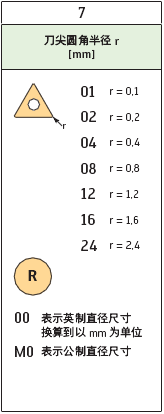 7
刀尖圆角半径 r
[mm]
r
01 r = 0,1
02 r = 0,2
04 r = 0,4
08 r = 0,8
12 r = 1,2
16 r = 1,6
24 r = 2,4
R
00 表示英制直径尺寸
换算到以 mm 为单位
M0 表示公制直径尺寸